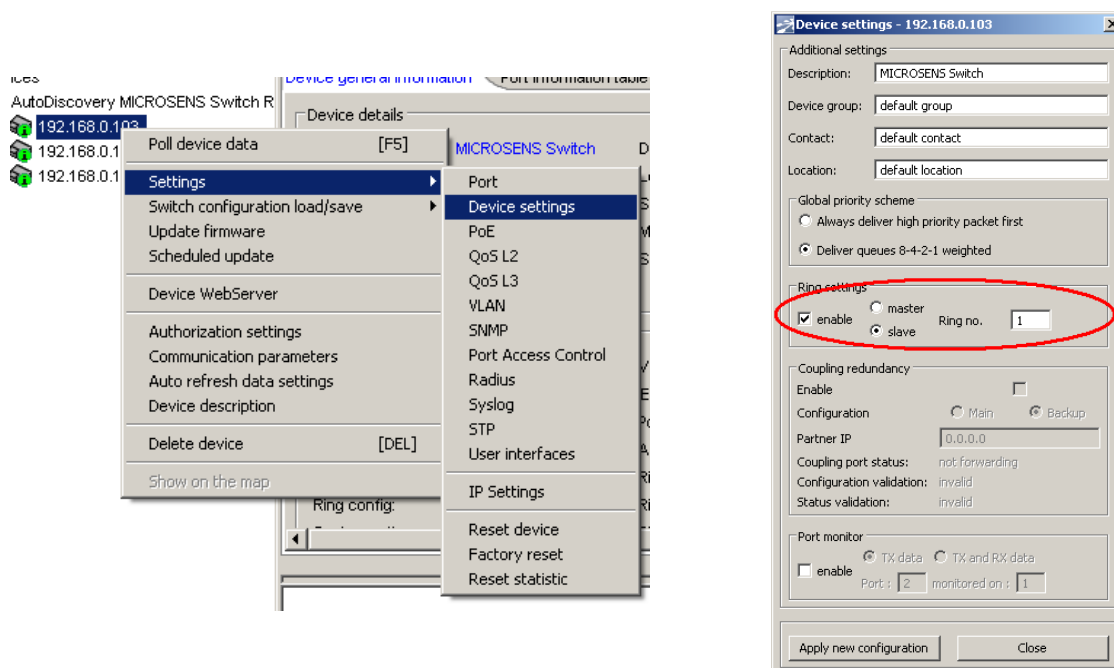 Device general information Port information table
AutoDiscovery MICROSENS Switch R
Device details
192.168.0.103
192.168.0.1
192.168.0.1
MICROSENS Switch D
Poll device data [F5]
Settings
Switch configuration load/save
Update firmware
Scheduled update
Device WebServer
Authorization settings
Communication parameters
Auto refresh data settings
Device description
Delete device [DEL]
Show on the map
Ring config:
Port
Device settings
PoE
QoS L2
QoS L3
VLAN
SNMP
Port Access Control
Radius
Syslog
STP
User interfaces
IP Settings
Reset device
Factory reset
Reset statistic
Device settings - 192.168.0.103
Additional settings
Description: MICROSENS Switch
Device group: default group
Contact: default contact
Location: default location
Global priority scheme
Always deliver high priority packet first
Deliver queues 8-4-2-1 weighted
Ring settings
enable master
slave Ring no. 1
Coupling redundancy
Enable
Configuration Main Backup
Partner IP 0.0.0.0
Coupling port status: not forwarding
Configuration validation: invalid
Status validation: invalid
Port monitor
enable TX data TX and RX data
Port : 2 monitored on : 1
Apply new configuration Close